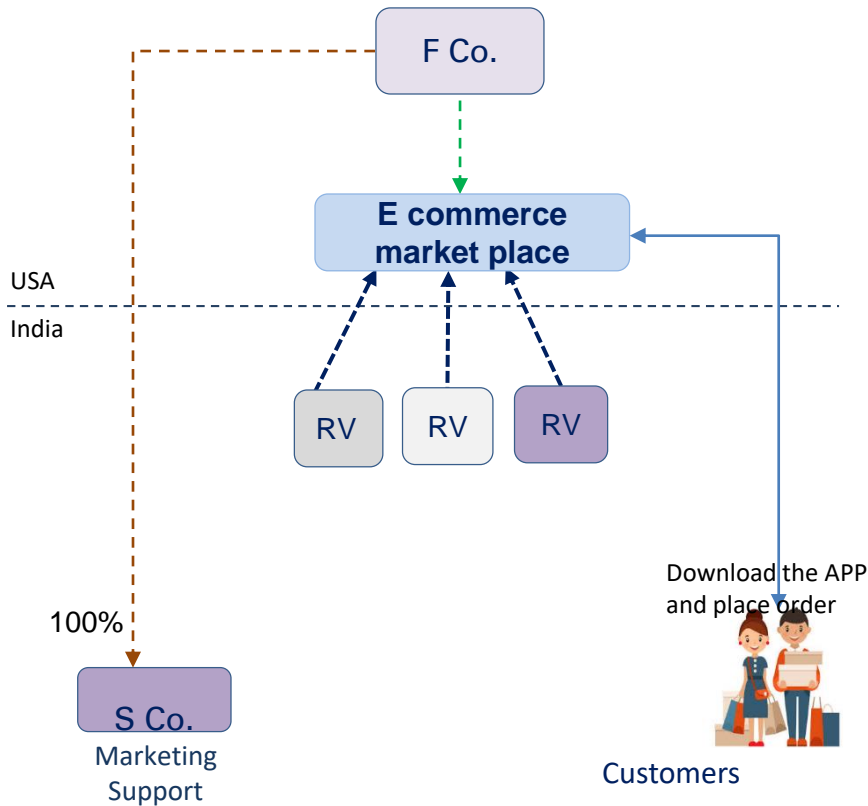 F Co.
E commerce
market place
USA
India
RV
RV
RV
Download the APP
and place order
100%
S Co.
Marketing
Support
Customers